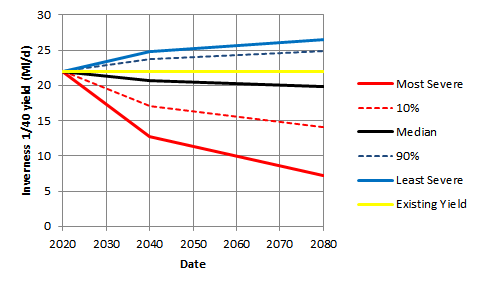 30
25
20
15
10
5
0
Inverness 1/40 yield (Ml/d)
2020 2030 2040 2050 2060 2070 2080
Date
Most Severe
10%
Median
90%
Least Severe
Existing Yield